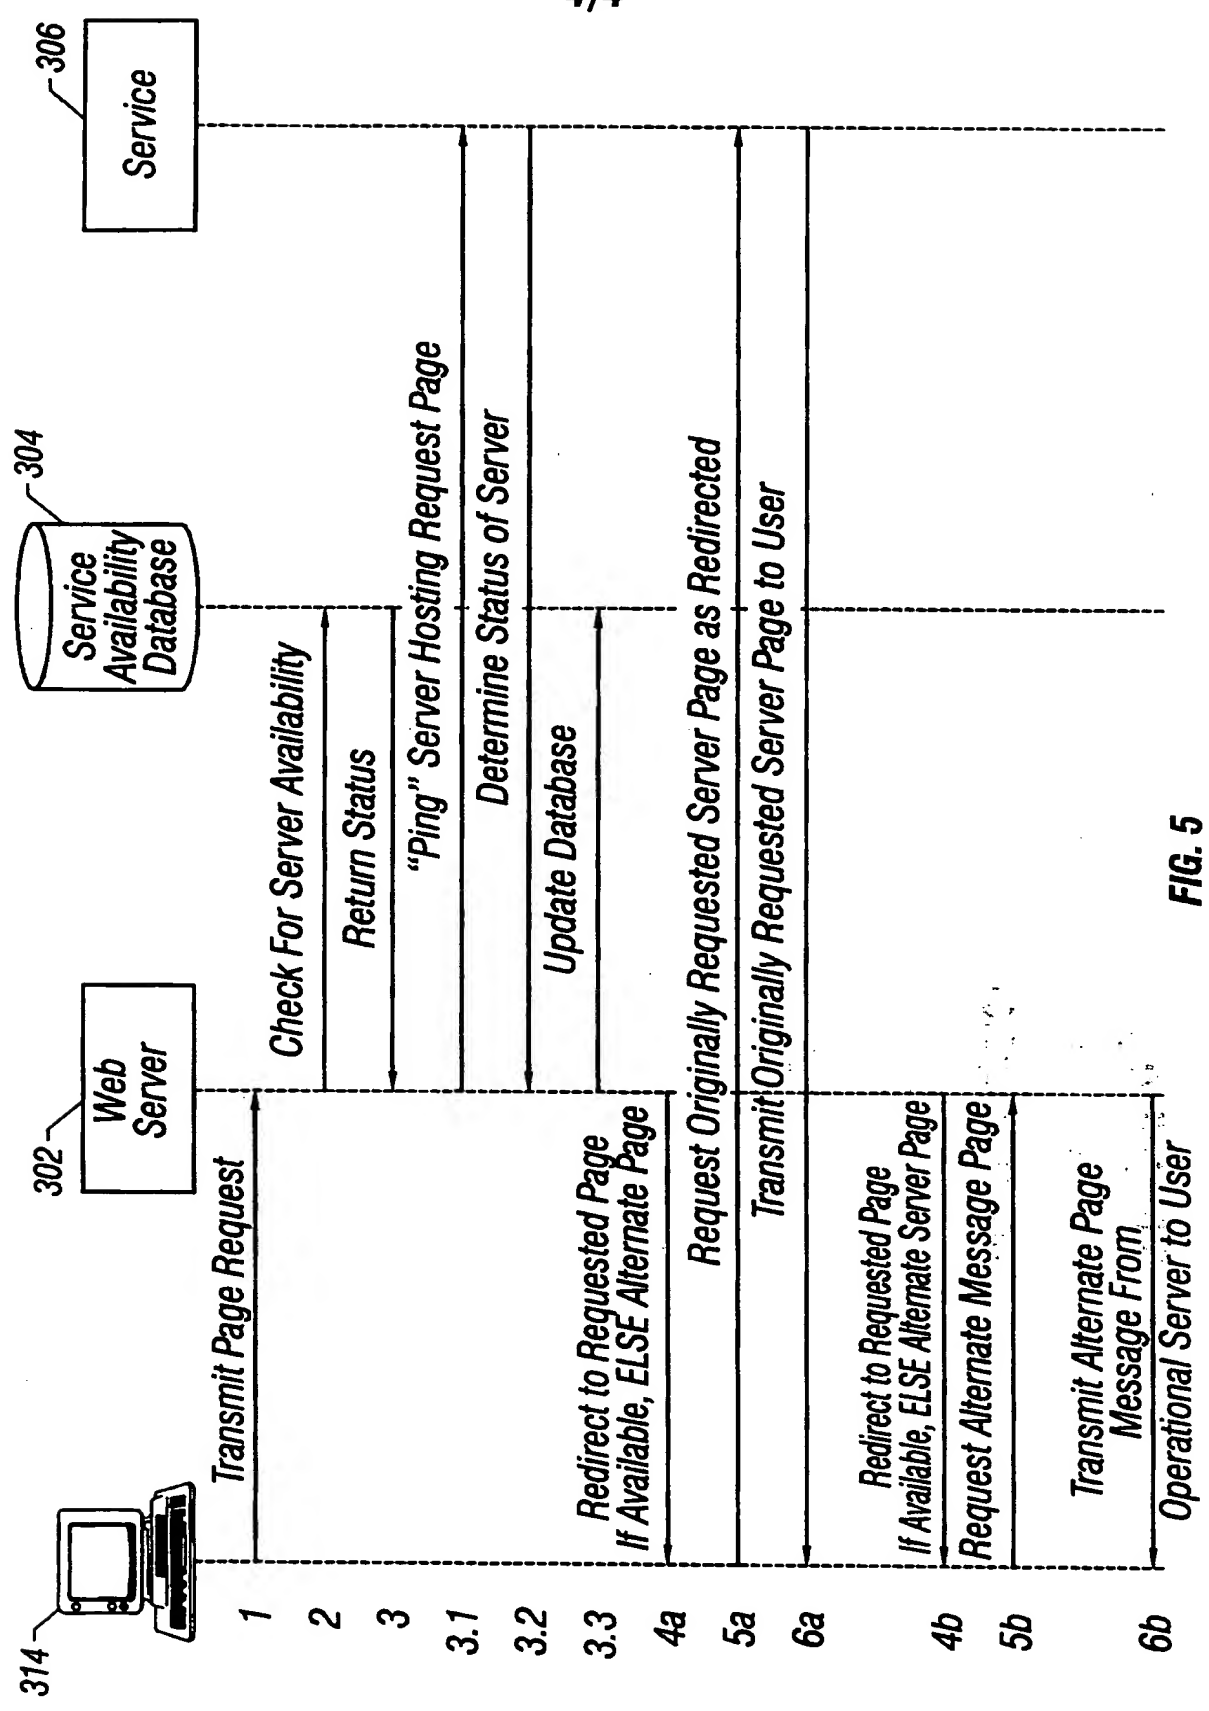 4/4
314
302
304
306
Web
Server
Service
Availability
Database
Service
1
Transmit Page Request
2
Check For Server Availability
3
Return Status
3.1
"Ping" Server Hosting Request Page
3.2
Determine Status of Server
3.3
Update Database
4a
Redirect to Requested Page
If Available, ELSE Alternate Page
5a
Request Originally Requested Server Page as Redirected
6a
Transmit Originally Requested Server Page to User
4b
Redirect to Requested Page
If Available, ELSE Alternate Server Page
5b
Request Alternate Message Page
6b
Transmit Alternate Page
Message From
Operational Server to User
FIG. 5